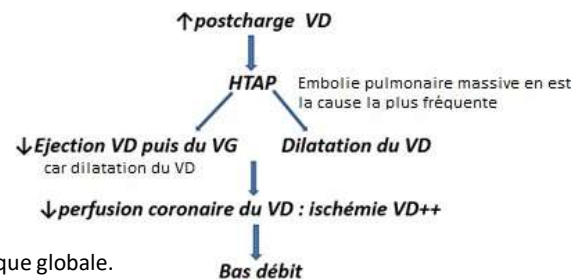 ↑postcharge VD
HTAP
Embolie pulmonaire massive en est
la cause la plus fréquente
↓Ejection VD puis du VG
car dilatation du VD
Dilatation du VD
↓perfusion coronaire du VD : ischémie VD++
que globale.
Bas débit